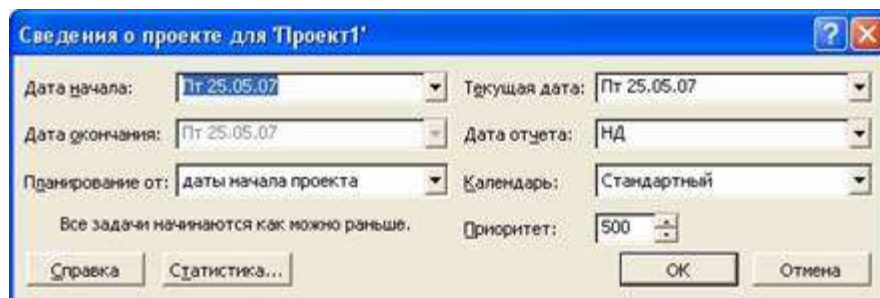 Сведения о проекте для 'Проект1'
Дата начала: Пт 25.05.07 Текущая дата: Пт 25.05.07
Дата окончания: Пт 25.05.07 Дата отчета: НД
Планирование от: даты начала проекта Календарь: Стандартный
Все задачи начинаются как можно раньше. Приоритет: 500
Справка Статистика... ОК Отмена